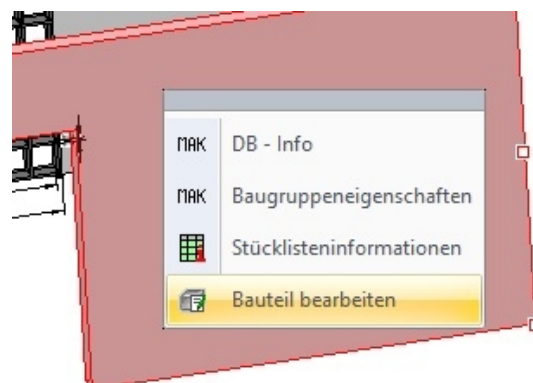 MAK DB - Info
MAK Baugruppeneigenschaften
Stücklisteninformationen
Bauteil bearbeiten